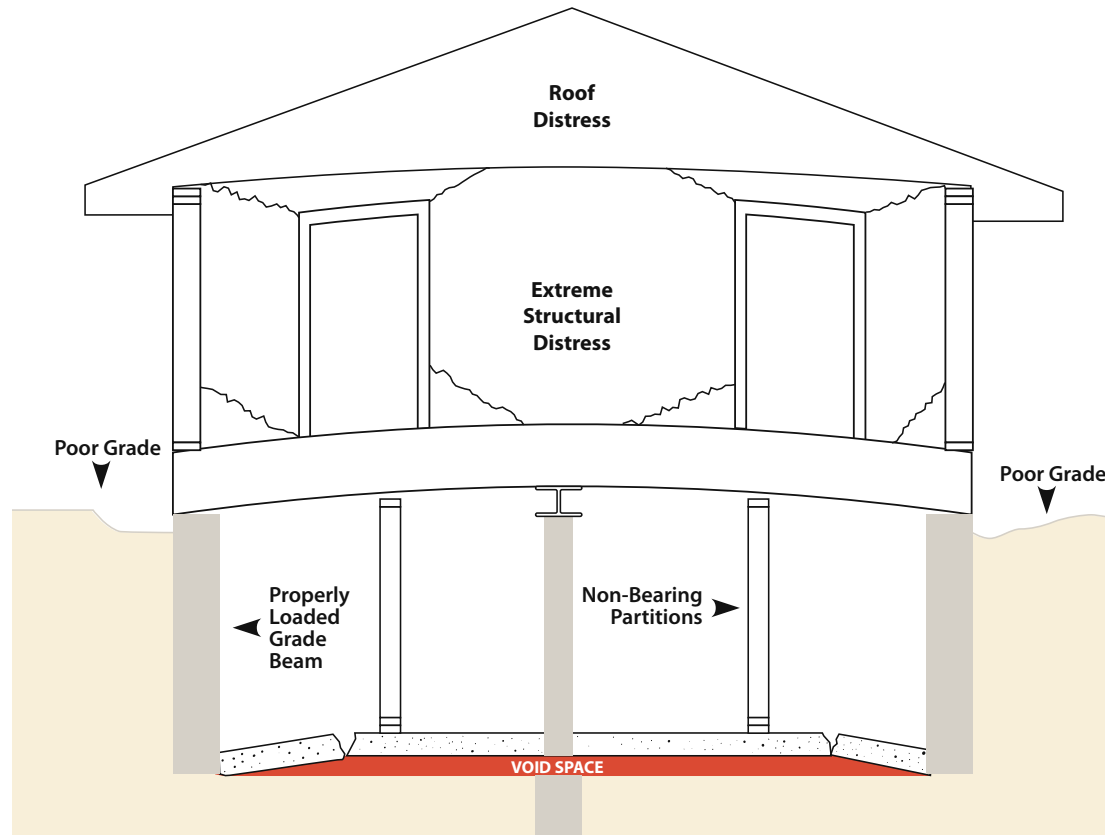 Roof
Distress
Extreme
Structural
Distress
Poor Grade
Poor Grade
Properly
Loaded
Grade
Beam
Non-Bearing
Partitions
VOID SPACE